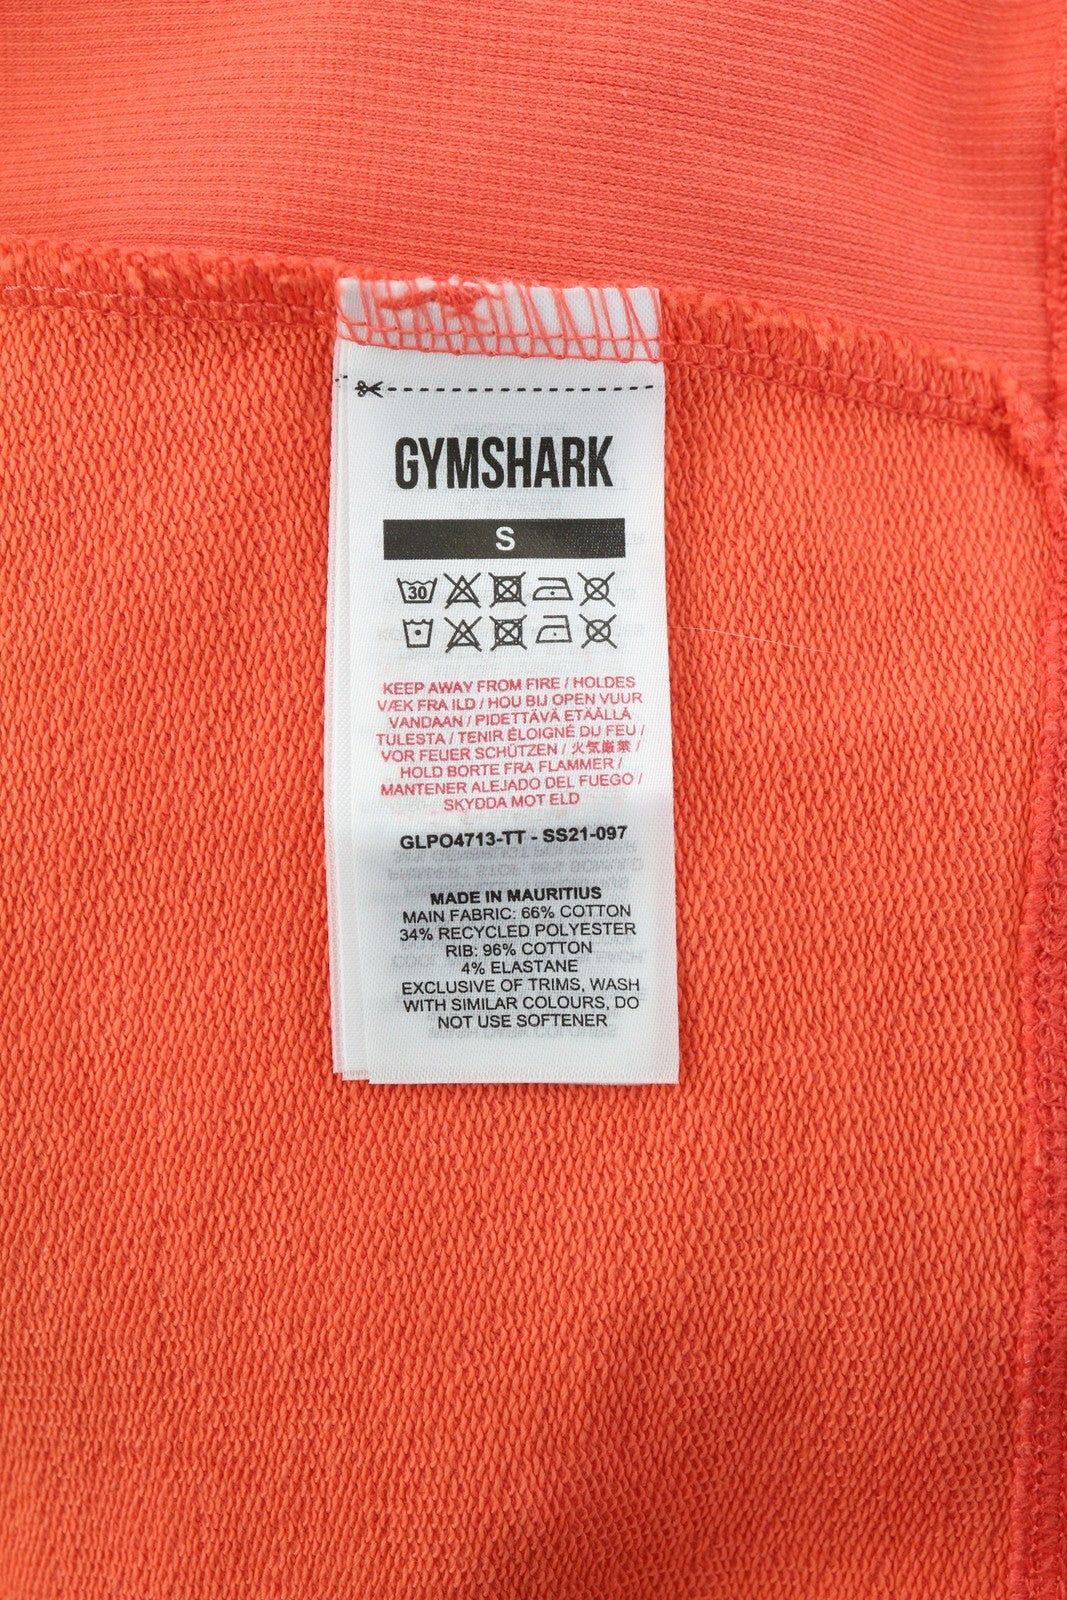 GYMSHARK
S
30
KEEP AWAY FROM FIRE / HOLDES
VÆK FRA ILD / HOU BIJ OPEN VUUR
VANDAAN / PIDETTÄVÄ ETÄÄLLÄ
TULESTA / TENIR ÉLOIGNÉ DU FEU /
VOR FEUER SCHÜTZEN / 火気厳禁 /
HOLD BORTE FRA FLAMMER /
MANTENER ALEJADO DEL FUEGO /
SKYDDA MOT ELD
GLPO4713-TT - SS21-097
MADE IN MAURITIUS
MAIN FABRIC: 66% COTTON
34% RECYCLED POLYESTER
RIB: 96% COTTON
4% ELASTANE
EXCLUSIVE OF TRIMS, WASH
WITH SIMILAR COLOURS, DO
NOT USE SOFTENER